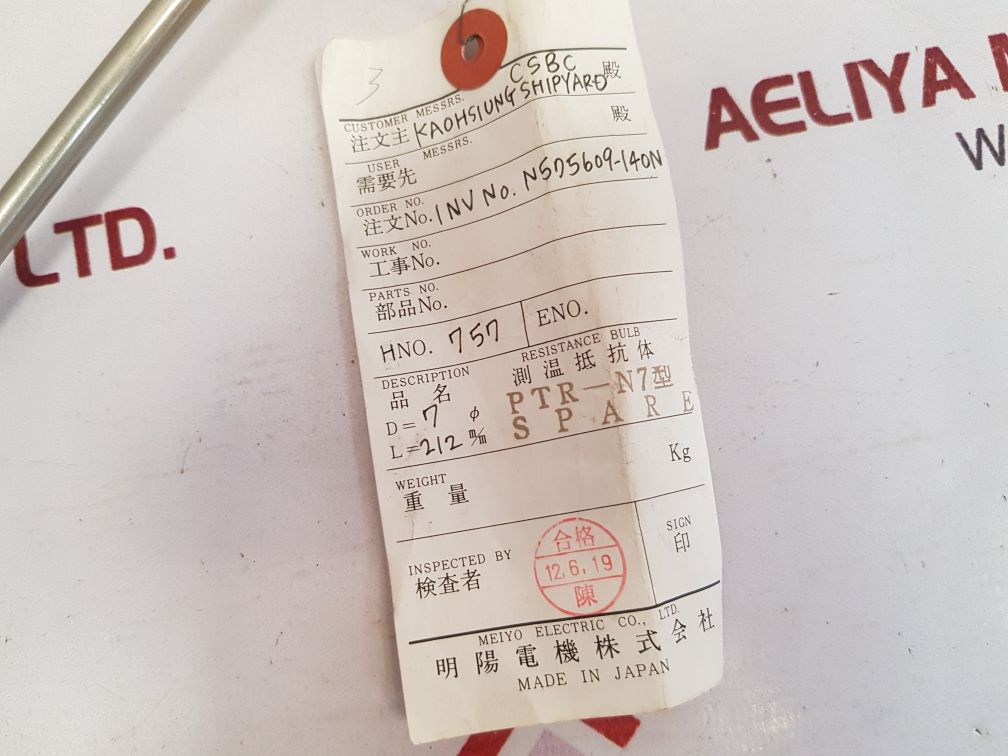 3
CSBC 殿
CUSTOMER MESSRS.
注文主 KAOHSIUNG SHIPYARD
USER MESSRS. 殿
需要先
ORDER NO.
注文No. INV No. N5D5609-140N
WORK NO.
工事No.
PARTS NO.
部品No.
HNO. 757 ENO.
DESCRIPTION RESISTANCE BULB
品名 測温抵抗体
D=7 φ PTR-N7型
L=212 m/m SPARE
WEIGHT Kg
重量
INSPECTED BY SIGN
検査者 印
合格
12.6.19
陳
MEIYO ELECTRIC CO., LTD.
明陽電機株式会社
MADE IN JAPAN
AELIYA M
W
LTD.